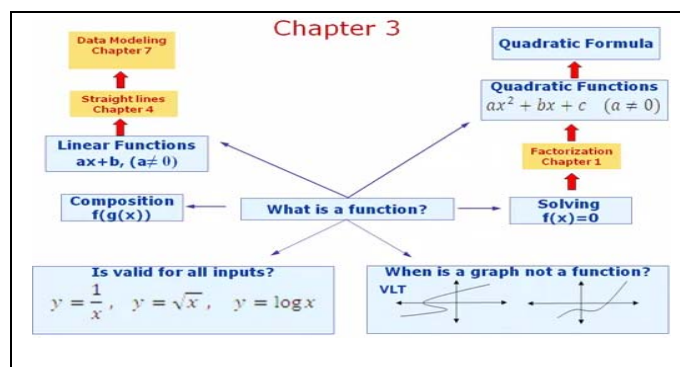 Chapter 3
Data Modeling
Chapter 7
Straight lines
Chapter 4
Linear Functions
ax+b, (a≠ 0)
Quadratic Formula
Quadratic Functions
ax² + bx + c (a ≠ 0)
Factorization
Chapter 1
Composition
f(g(x))
What is a function?
Solving
f(x)=0
Is valid for all inputs?
y = 1/x, y = √x, y = log x
When is a graph not a function?
VLT